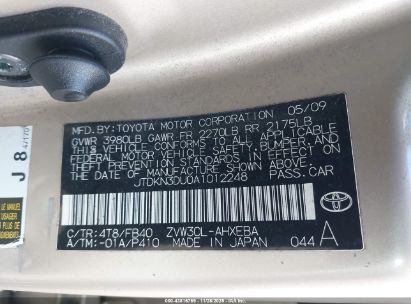 MFD.BY:TOYOTA MOTOR CORPORATION 05/09
GVWR 3980LB GAWR FR 2270LB RR 2175LB
THIS VEHICLE CONFORMS TO ALL APPLICABLE
FEDERAL MOTOR VEHICLE SAFETY, BUMPER, AND
THEFT PREVENTION STANDARDS IN EFFECT ON
THE DATE OF MANUFACTURE SHOWN ABOVE.
JTDKN3DU0A1012248 PASS.CAR
C/TR:4T8/FB40 ZVW30L-AHXEBA
A/TM:-01A/P410 MADE IN JAPAN 044 A
J 8